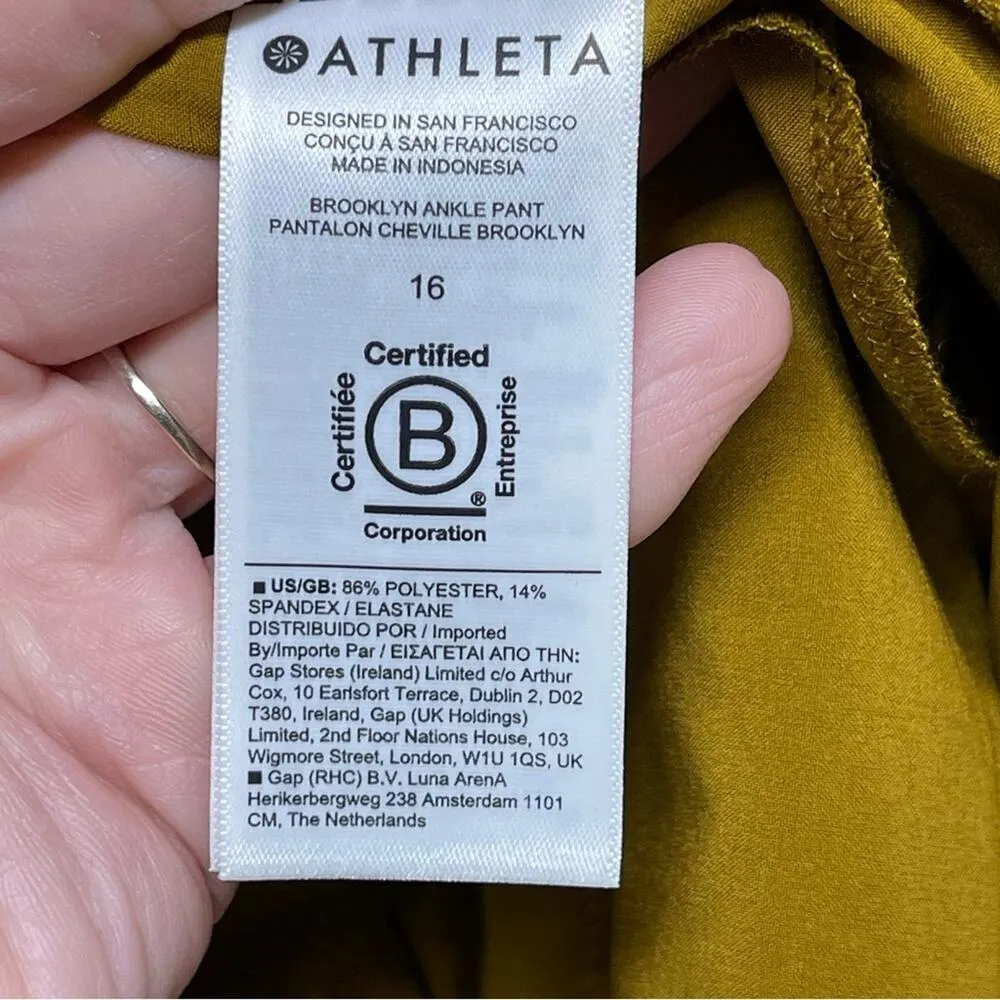 ATHLETA
DESIGNED IN SAN FRANCISCO
CONÇU À SAN FRANCISCO
MADE IN INDONESIA
BROOKLYN ANKLE PANT
PANTALON CHEVILLE BROOKLYN
16
Certified
Certifiée
B
Entreprise
®
Corporation
■ US/GB: 86% POLYESTER, 14%
SPANDEX / ELASTANE
DISTRIBUIDO POR / Imported
By/Importe Par / ΕΙΣΑΓΕΤΑΙ ΑΠΟ ΤΗΝ:
Gap Stores (Ireland) Limited c/o Arthur
Cox, 10 Earlsfort Terrace, Dublin 2, D02
T380, Ireland, Gap (UK Holdings)
Limited, 2nd Floor Nations House, 103
Wigmore Street, London, W1U 1QS, UK
■ Gap (RHC) B.V. Luna ArenA
Herikerbergweg 238 Amsterdam 1101
CM, The Netherlands